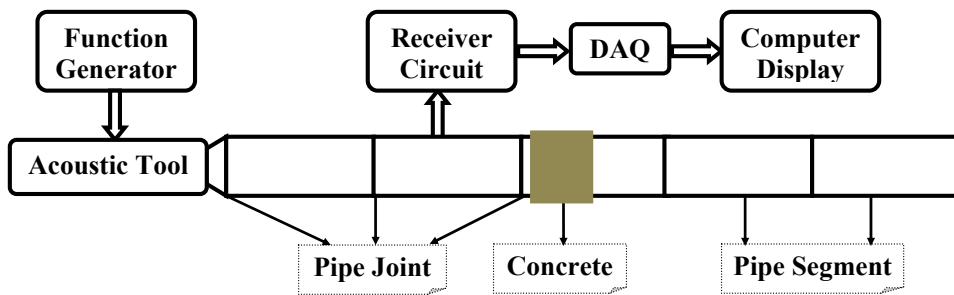 Function
Generator
Receiver
Circuit
DAQ
Computer
Display
Acoustic Tool
Pipe Joint
Concrete
Pipe Segment